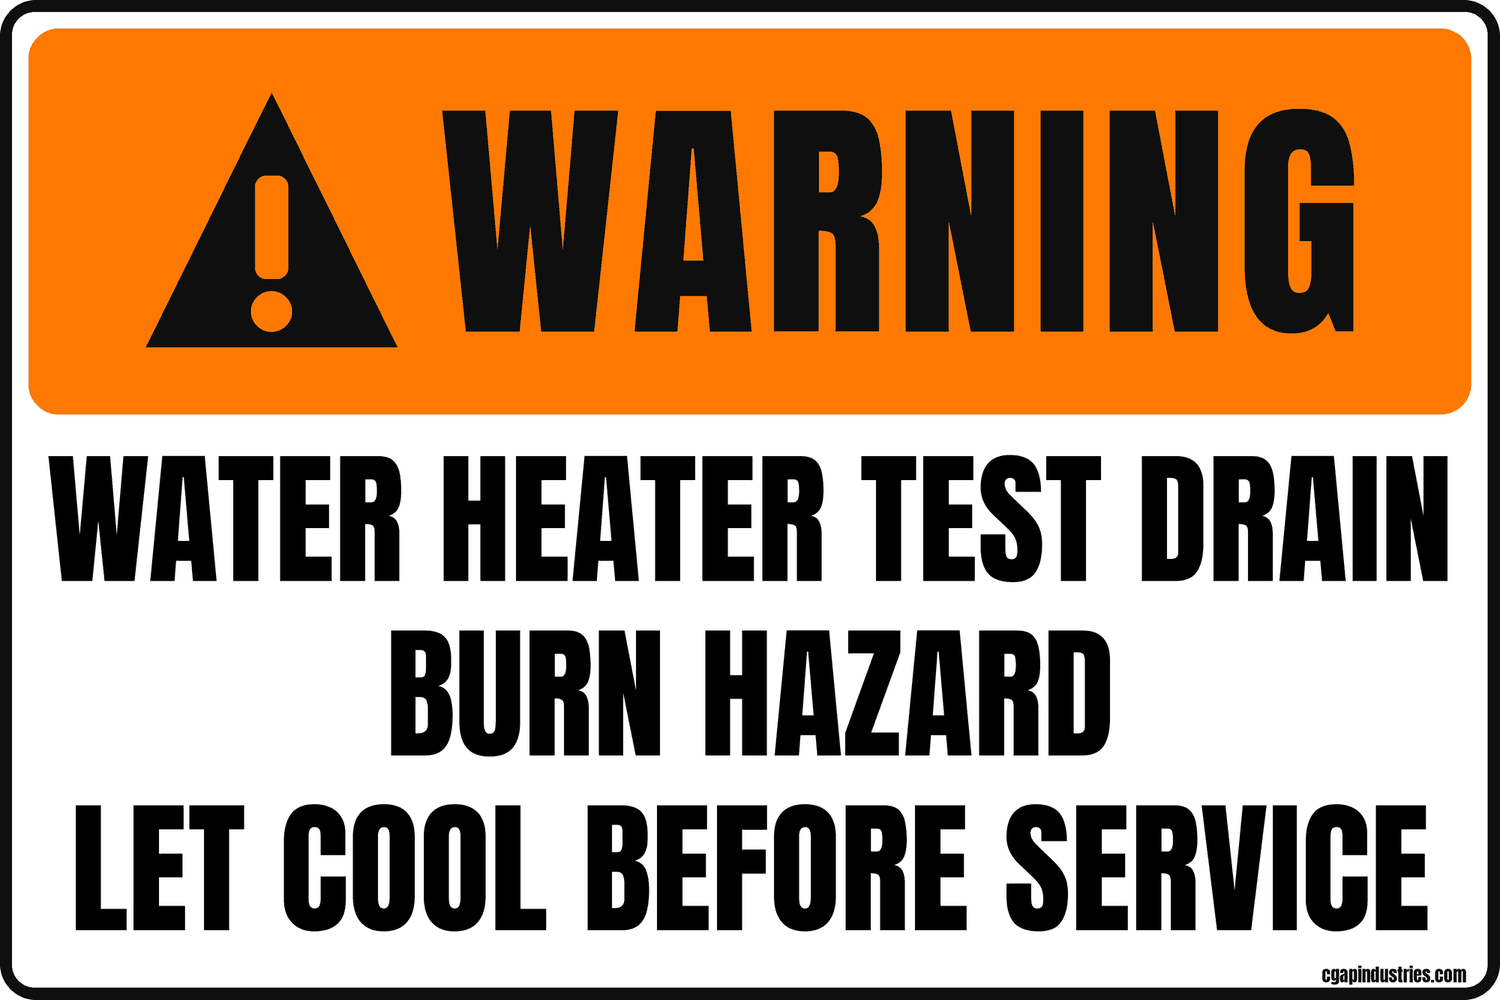 WARNING
WATER HEATER TEST DRAIN
BURN HAZARD
LET COOL BEFORE SERVICE
cgapindustries.com